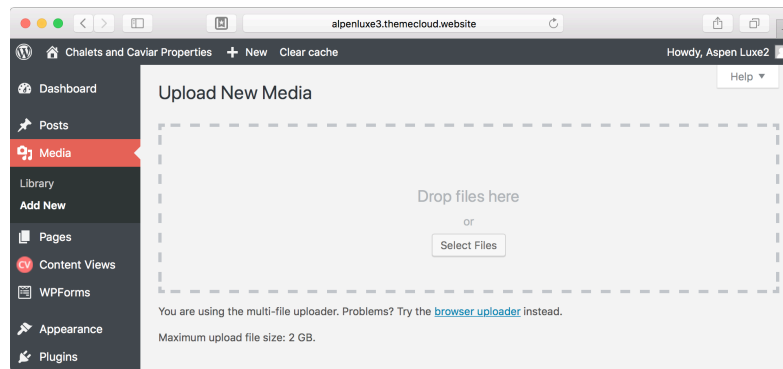 alpenluxe3.themecloud.website
Chalets and Caviar Properties + New Clear cache Howdy, Aspen Luxe2
Help ▼
Dashboard
Upload New Media
Posts
Media
Library
Add New
Drop files here
or
Select Files
Pages
CV Content Views
WPForms
You are using the multi-file uploader. Problems? Try the browser uploader instead.
Appearance
Maximum upload file size: 2 GB.
Plugins